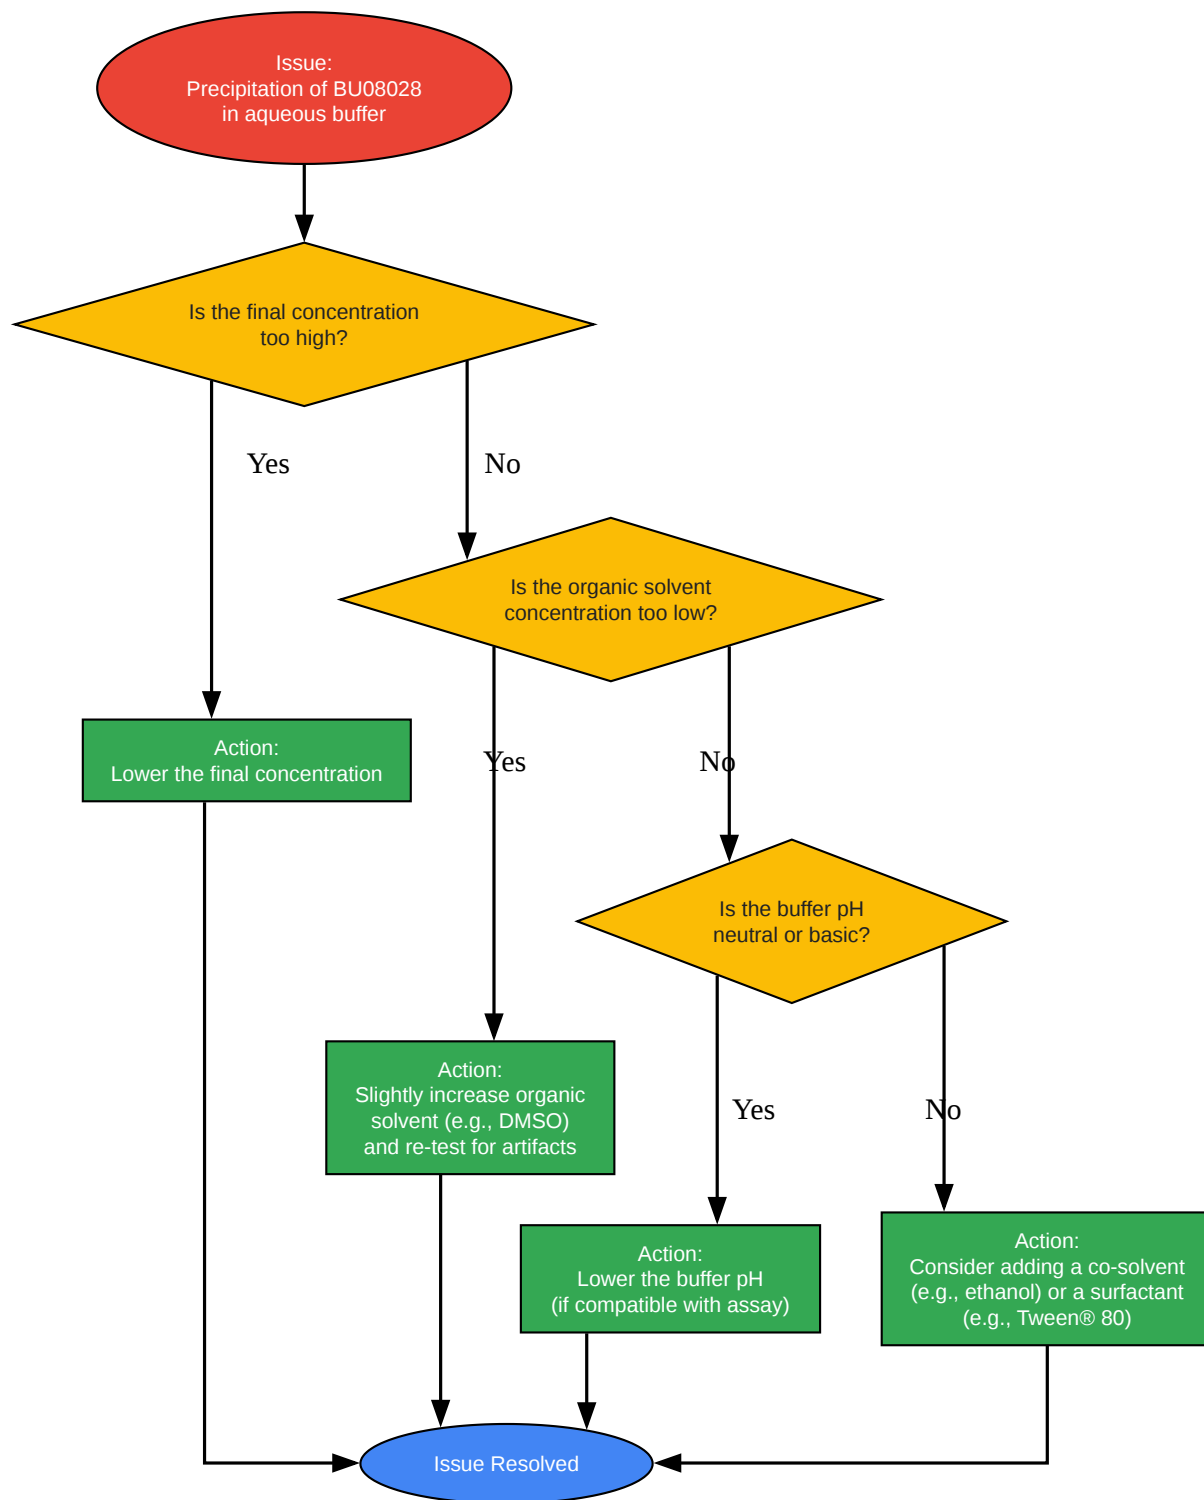 Issue:
Precipitation of BU08028
in aqueous buffer
Is the final concentration
too high?
Yes
No
Is the organic solvent
concentration too low?
Action:
Lower the final concentration
Yes
No
Is the buffer pH
neutral or basic?
Action:
Slightly increase organic
solvent (e.g., DMSO)
and re-test for artifacts
Yes
No
Action:
Lower the buffer pH
(if compatible with assay)
Action:
Consider adding a co-solvent
(e.g., ethanol) or a surfactant
(e.g., Tween® 80)
Issue Resolved